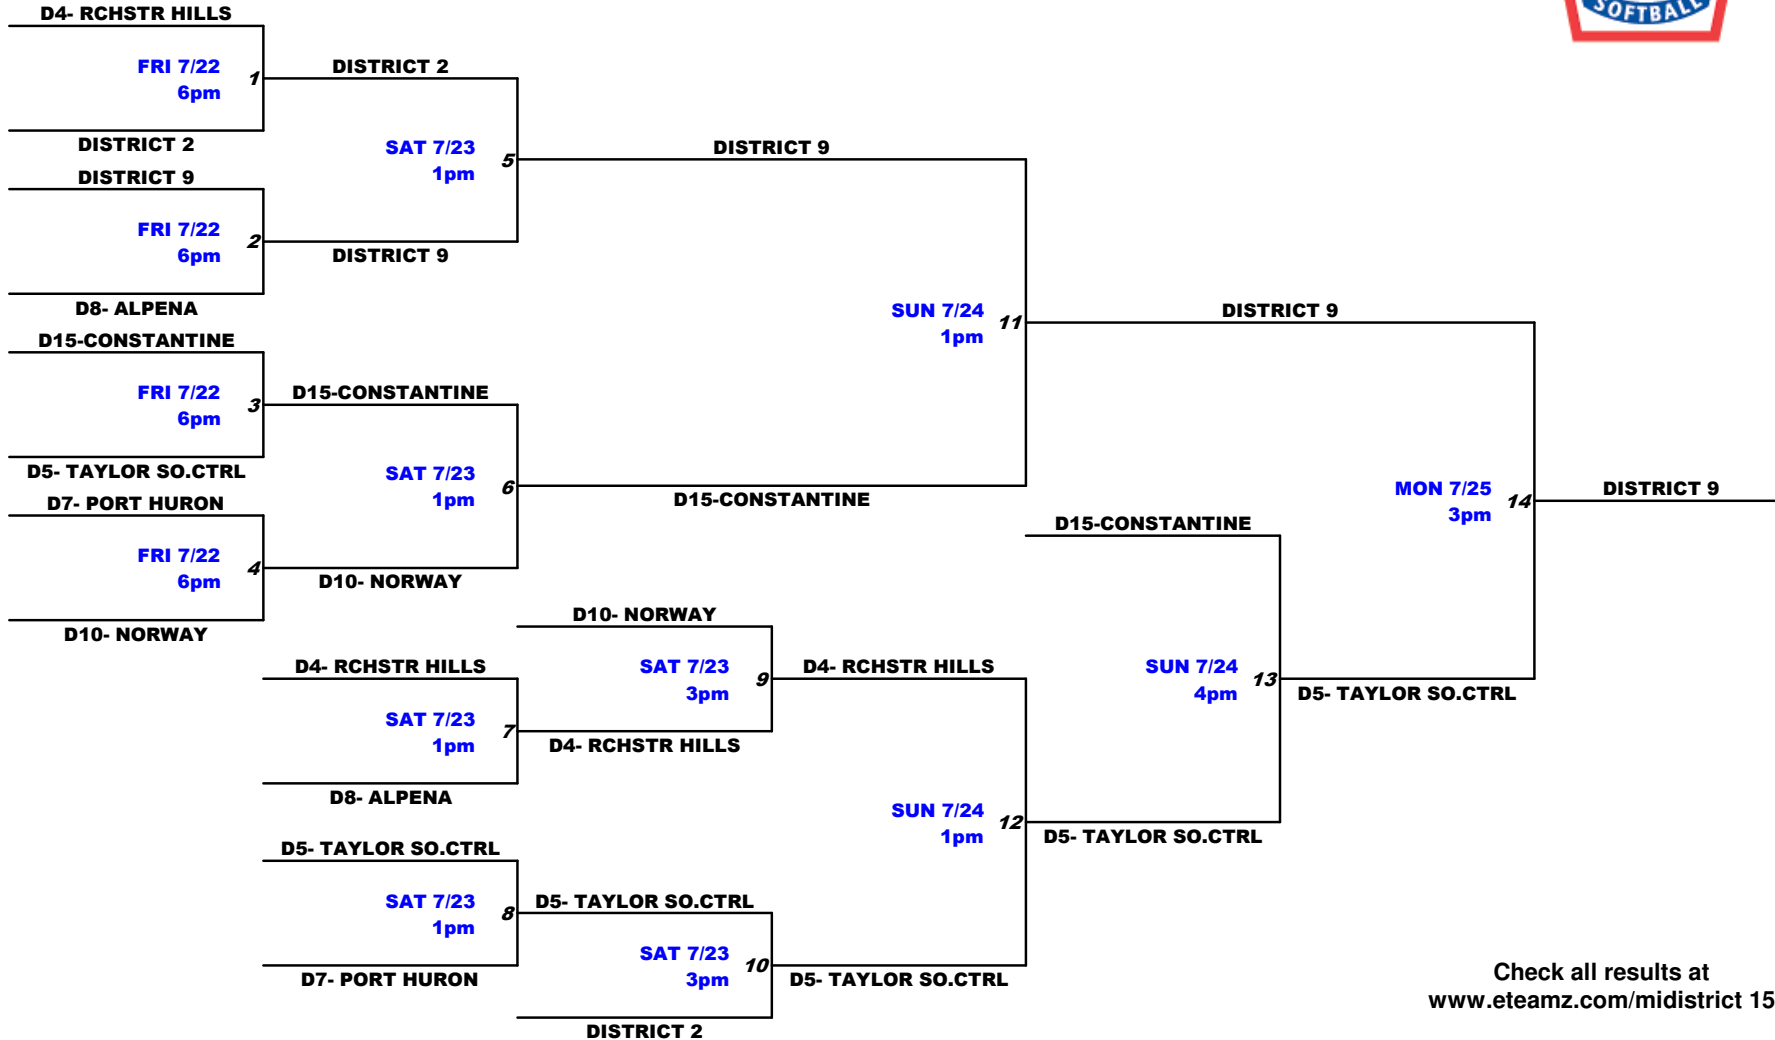 D4- RCHSTR HILLS
SOFTBALL
FRI 7/22
6pm
1
DISTRICT 2
DISTRICT 2
SAT 7/23
1pm
5
DISTRICT 9
DISTRICT 9
FRI 7/22
6pm
2
DISTRICT 9
D8- ALPENA
SUN 7/24
1pm
11
DISTRICT 9
D15-CONSTANTINE
FRI 7/22
6pm
3
D15-CONSTANTINE
D5- TAYLOR SO.CTRL
SAT 7/23
1pm
6
D15-CONSTANTINE
D7- PORT HURON
MON 7/25
3pm
14
DISTRICT 9
D15-CONSTANTINE
FRI 7/22
6pm
4
D10- NORWAY
D10- NORWAY
D10- NORWAY
D4- RCHSTR HILLS
SAT 7/23
3pm
9
D4- RCHSTR HILLS
SUN 7/24
4pm
13
D5- TAYLOR SO.CTRL
SAT 7/23
1pm
7
D4- RCHSTR HILLS
D8- ALPENA
SUN 7/24
1pm
12
D5- TAYLOR SO.CTRL
D5- TAYLOR SO.CTRL
SAT 7/23
1pm
8
D5- TAYLOR SO.CTRL
D7- PORT HURON
SAT 7/23
3pm
10
D5- TAYLOR SO.CTRL
DISTRICT 2
Check all results at
www.eteamz.com/midistrict 15